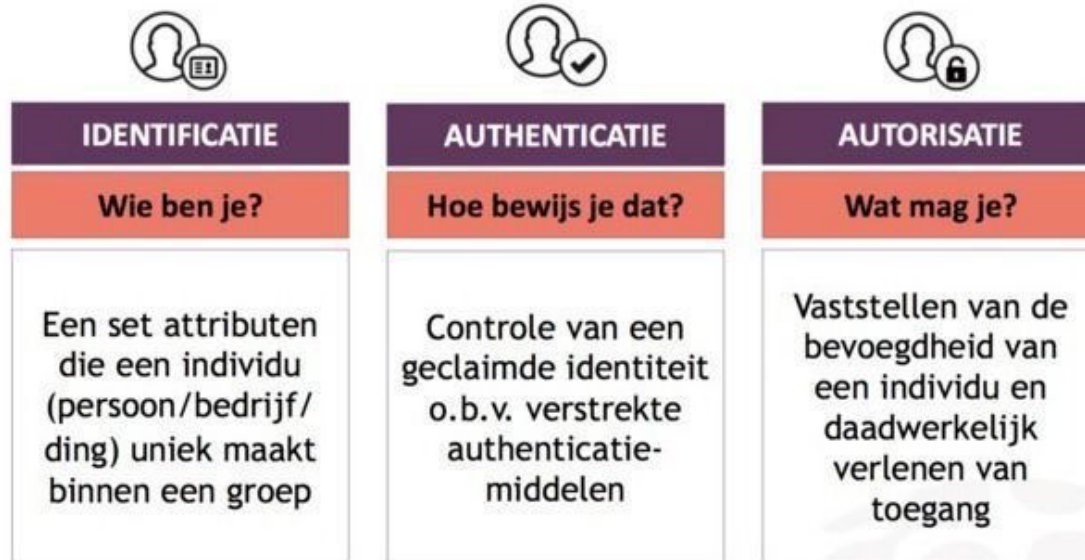 IDENTIFICATIE
Wie ben je?
Een set attributen
die een individu
(persoon/bedrijf/
ding) uniek maakt
binnen een groep
AUTHENTICATIE
Hoe bewijs je dat?
Controle van een
geclaimde identiteit
o.b.v. verstrekte
authenticatie-
middelen
AUTORISATIE
Wat mag je?
Vaststellen van de
bevoegdheid van
een individu en
daadwerkelijk
verlenen van
toegang